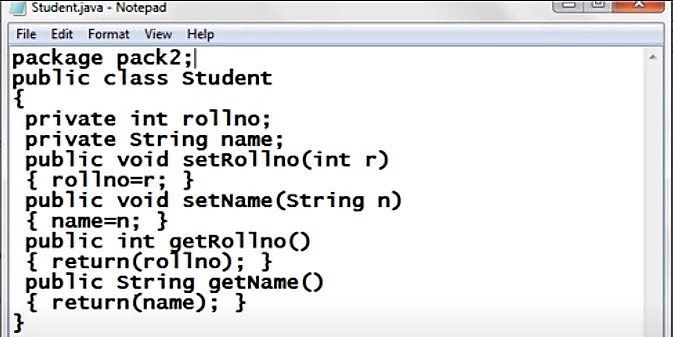 Student.java - Notepad
File Edit Format View Help
package pack2;
public class Student
{
private int rollno;
private String name;
public void setRollno(int r)
{ rollno=r; }
public void setName(String n)
{ name=n; }
public int getRollno()
{ return(rollno); }
public String getName()
{ return(name); }
}